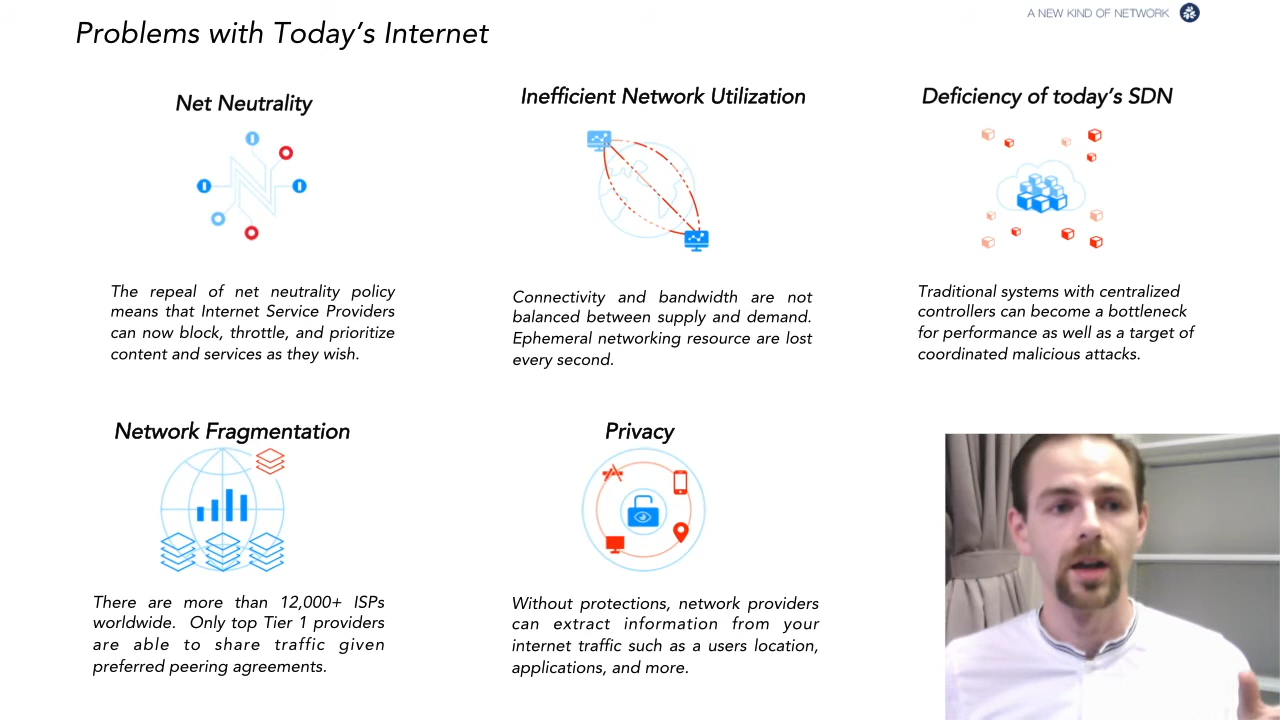 A NEW KIND OF NETWORK
Problems with Today's Internet
Net Neutrality
The repeal of net neutrality policy
means that Internet Service Providers
can now block, throttle, and prioritize
content and services as they wish.
Inefficient Network Utilization
Connectivity and bandwidth are not
balanced between supply and demand.
Ephemeral networking resource are lost
every second.
Deficiency of today's SDN
Traditional systems with centralized
controllers can become a bottleneck
for performance as well as a target of
coordinated malicious attacks.
Network Fragmentation
There are more than 12,000+ ISPs
worldwide. Only top Tier 1 providers
are able to share traffic given
preferred peering agreements.
Privacy
Without protections, network providers
can extract information from your
internet traffic such as a users location,
applications, and more.